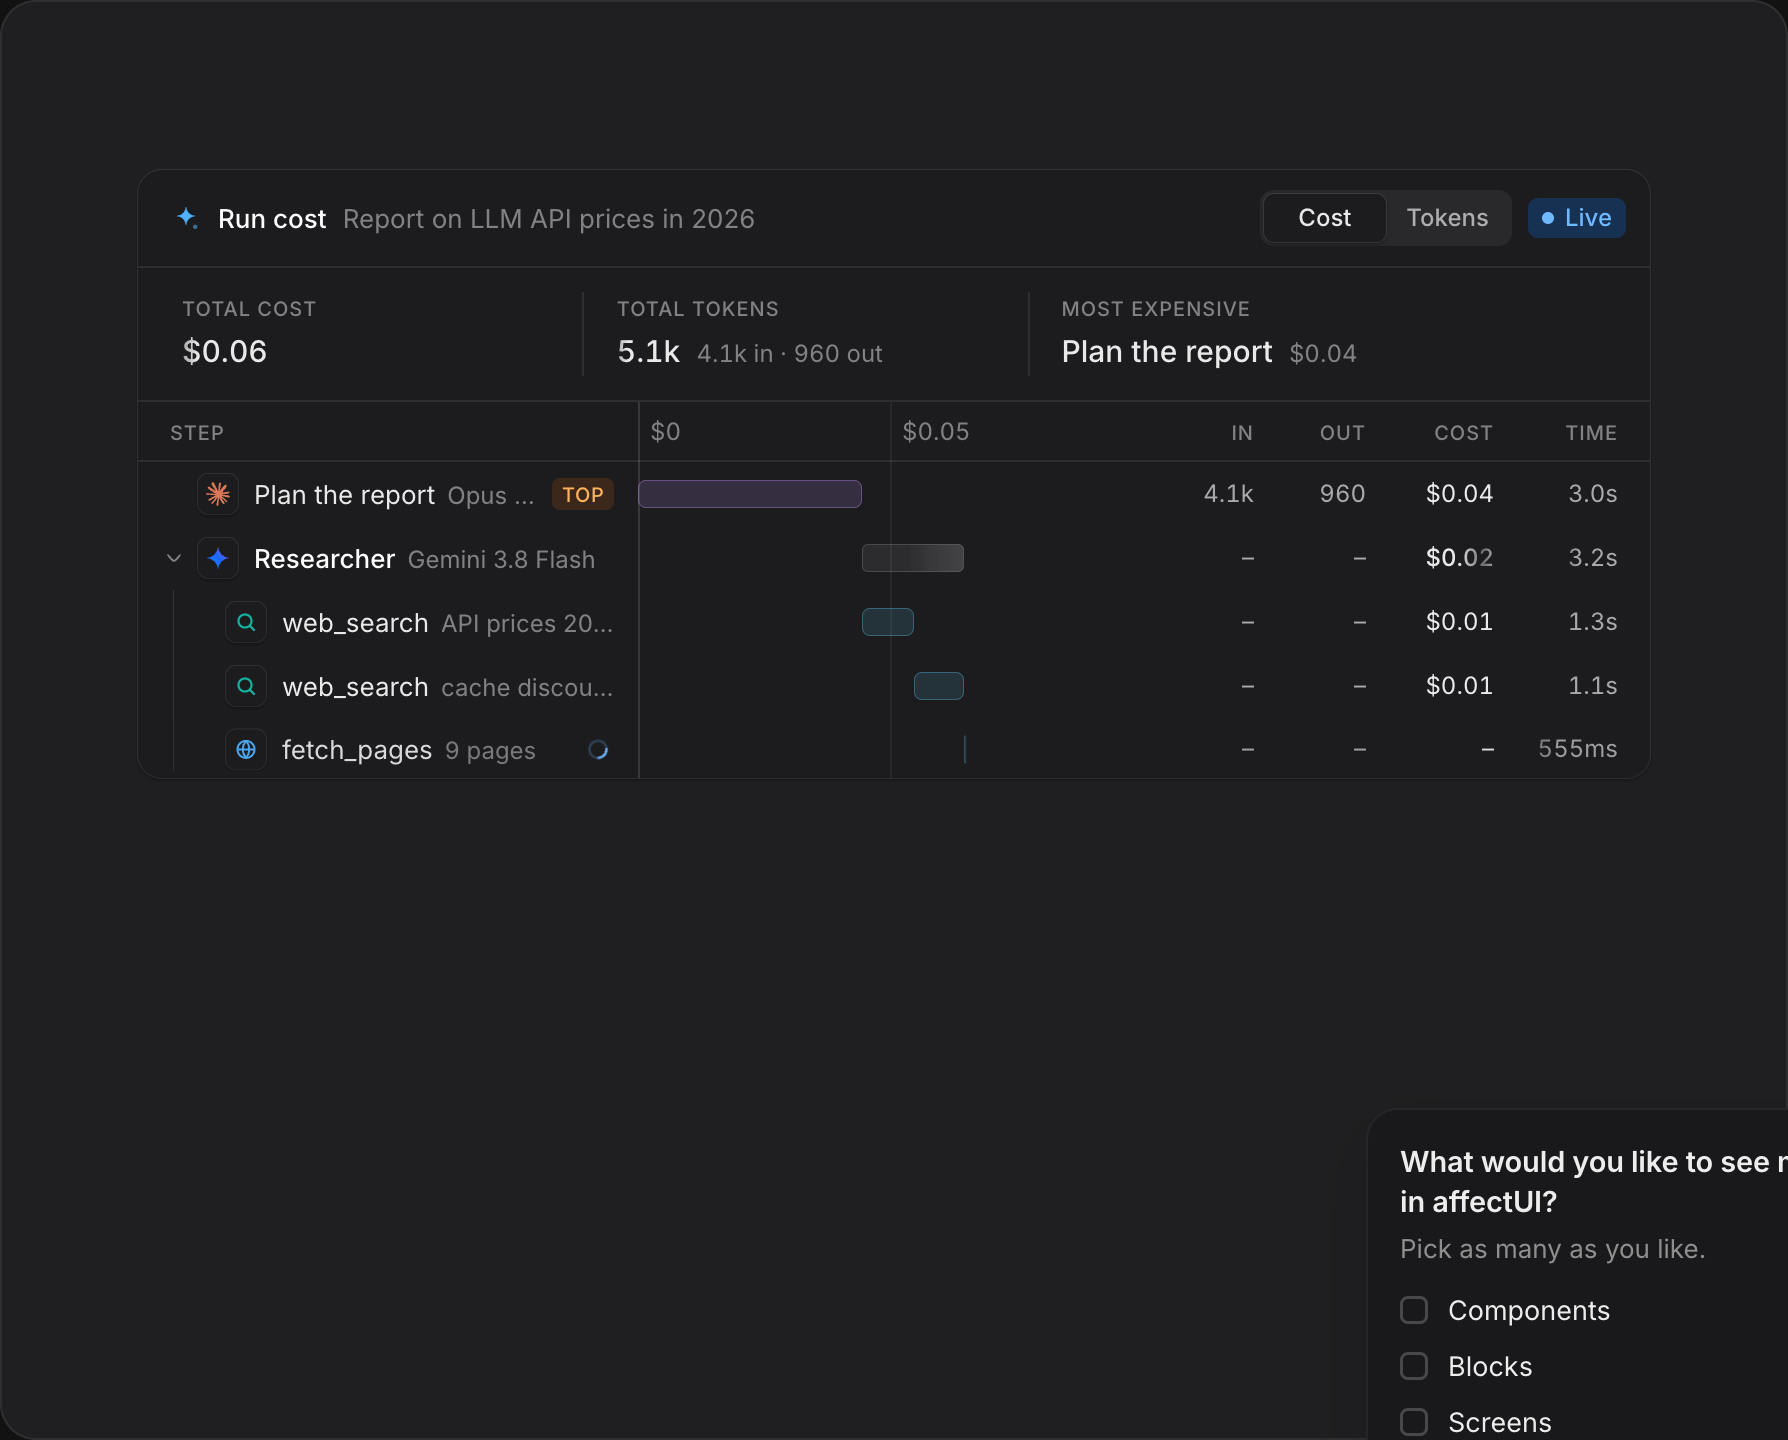 Run cost Report on LLM API prices in 2026 Cost Tokens Live
TOTAL COST TOTAL TOKENS MOST EXPENSIVE
$0.06 5.1k 4.1k in · 960 out Plan the report $0.04
STEP $0 $0.05 IN OUT COST TIME
Plan the report Opus ... TOP 4.1k 960 $0.04 3.0s
Researcher Gemini 3.8 Flash – – $0.02 3.2s
web_search API prices 20... – – $0.01 1.3s
web_search cache discou... – – $0.01 1.1s
fetch_pages 9 pages – – – 555ms
What would you like to see
in affectUI?
Pick as many as you like.
Components
Blocks
Screens